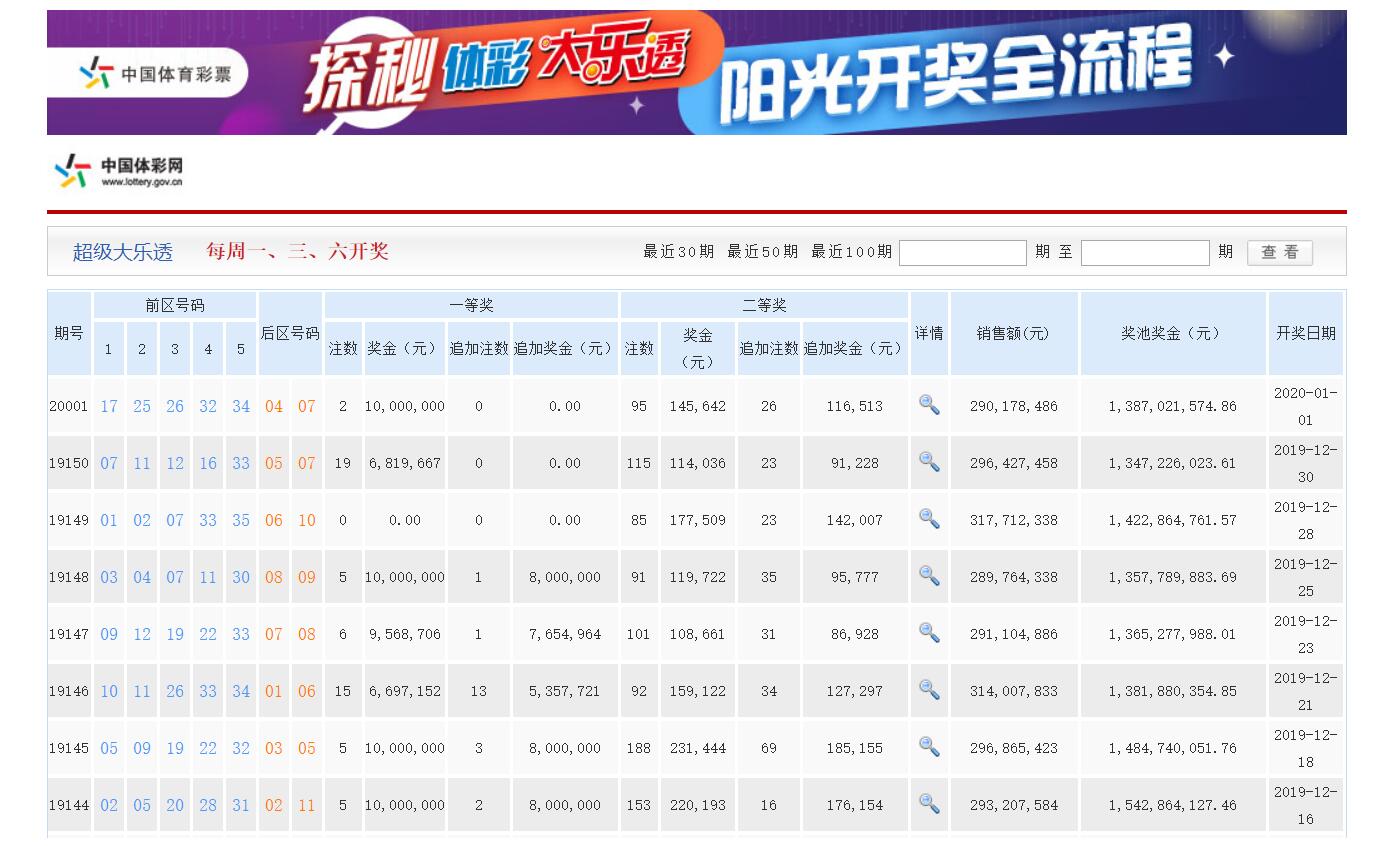 中国体育彩票 探秘 体彩 大乐透 阳光开奖全流程
中国体彩网
www.lottery.gov.cn
超级大乐透 每周一、三、六开奖 最近30期 最近50期 最近100期 期 至 期 查 看
期号 前区号码 后区号码 一等奖 二等奖 详情 销售额(元) 奖池奖金（元） 开奖日期
1 2 3 4 5 注数 奖金（元） 追加注数 追加奖金（元） 注数 奖金（元） 追加注数 追加奖金（元）
20001 17 25 26 32 34 04 07 2 10,000,000 0 0.00 95 145,642 26 116,513 290,178,486 1,387,021,574.86 2020-01-01
19150 07 11 12 16 33 05 07 19 6,819,667 0 0.00 115 114,036 23 91,228 296,427,458 1,347,226,023.61 2019-12-30
19149 01 02 07 33 35 06 10 0 0.00 0 0.00 85 177,509 23 142,007 317,712,338 1,422,864,761.57 2019-12-28
19148 03 04 07 11 30 08 09 5 10,000,000 1 8,000,000 91 119,722 35 95,777 289,764,338 1,357,789,883.69 2019-12-25
19147 09 12 19 22 33 07 08 6 9,568,706 1 7,654,964 101 108,661 31 86,928 291,104,886 1,365,277,988.01 2019-12-23
19146 10 11 26 33 34 01 06 15 6,697,152 13 5,357,721 92 159,122 34 127,297 314,007,833 1,381,880,354.85 2019-12-21
19145 05 09 19 22 32 03 05 5 10,000,000 3 8,000,000 188 231,444 69 185,155 296,865,423 1,484,740,051.76 2019-12-18
19144 02 05 20 28 31 02 11 5 10,000,000 2 8,000,000 153 220,193 16 176,154 293,207,584 1,542,864,127.46 2019-12-16